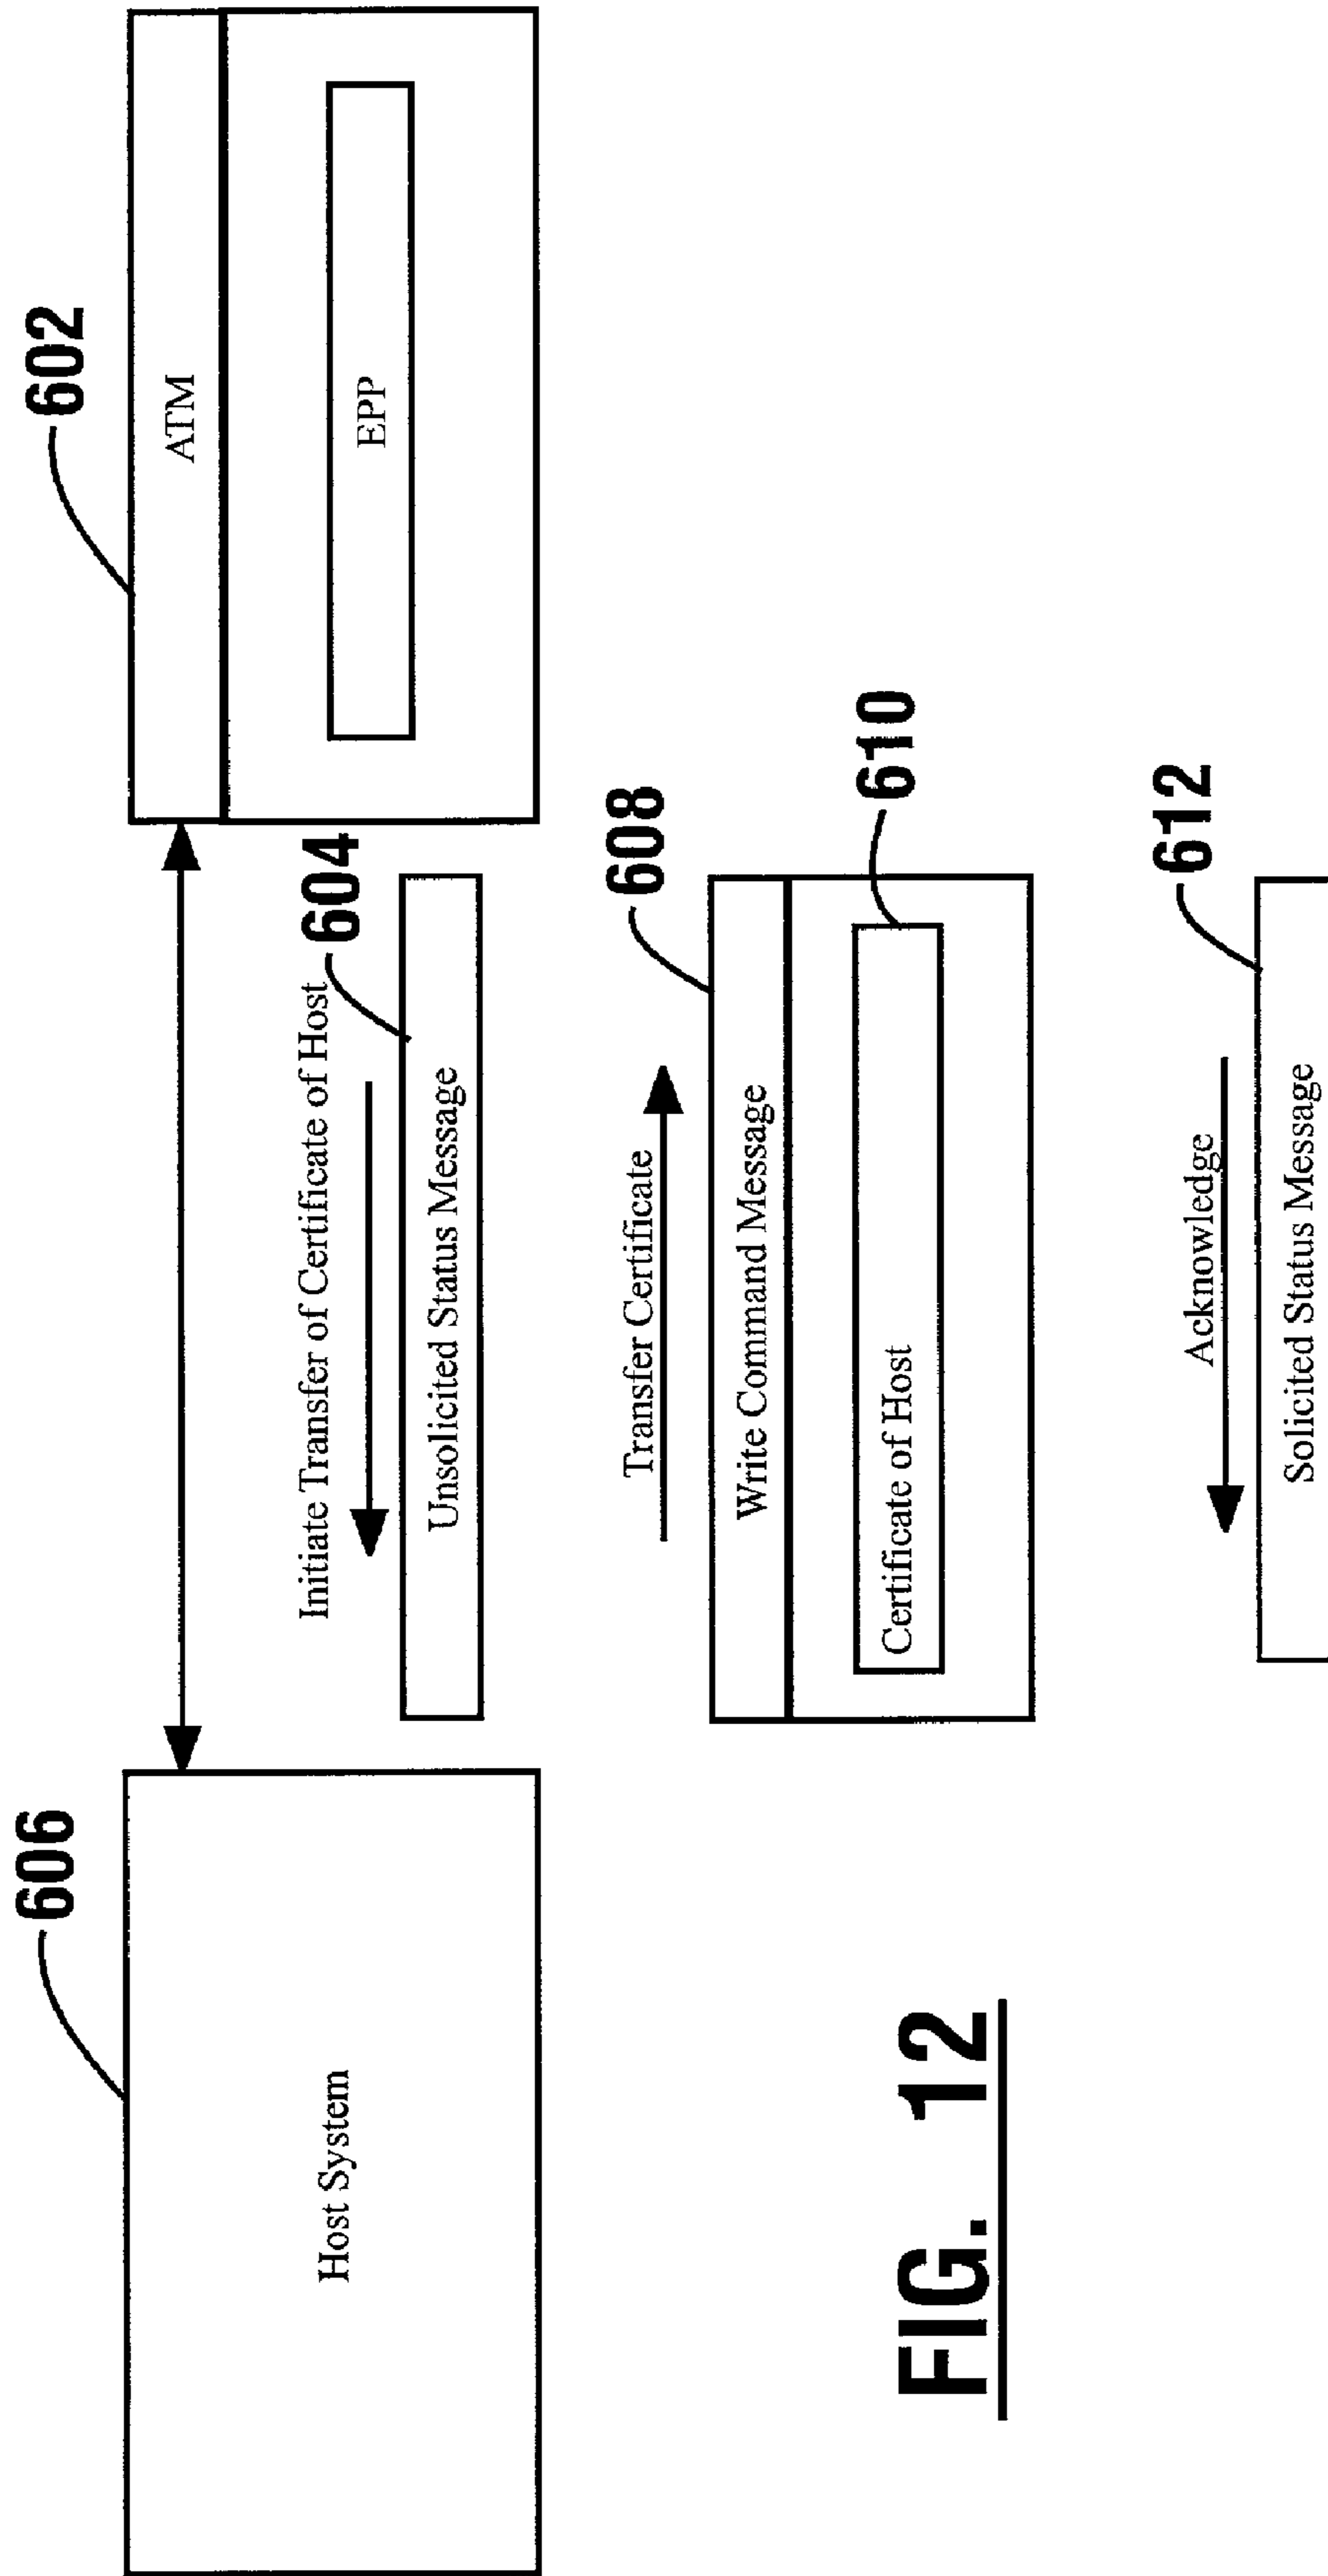 606
602
Host System
ATM
EPP
Initiate Transfer of Certificate of Host
604
Unsolicited Status Message
Transfer Certificate
608
Write Command Message
Certificate of Host
610
Acknowledge
612
Solicited Status Message
FIG. 12